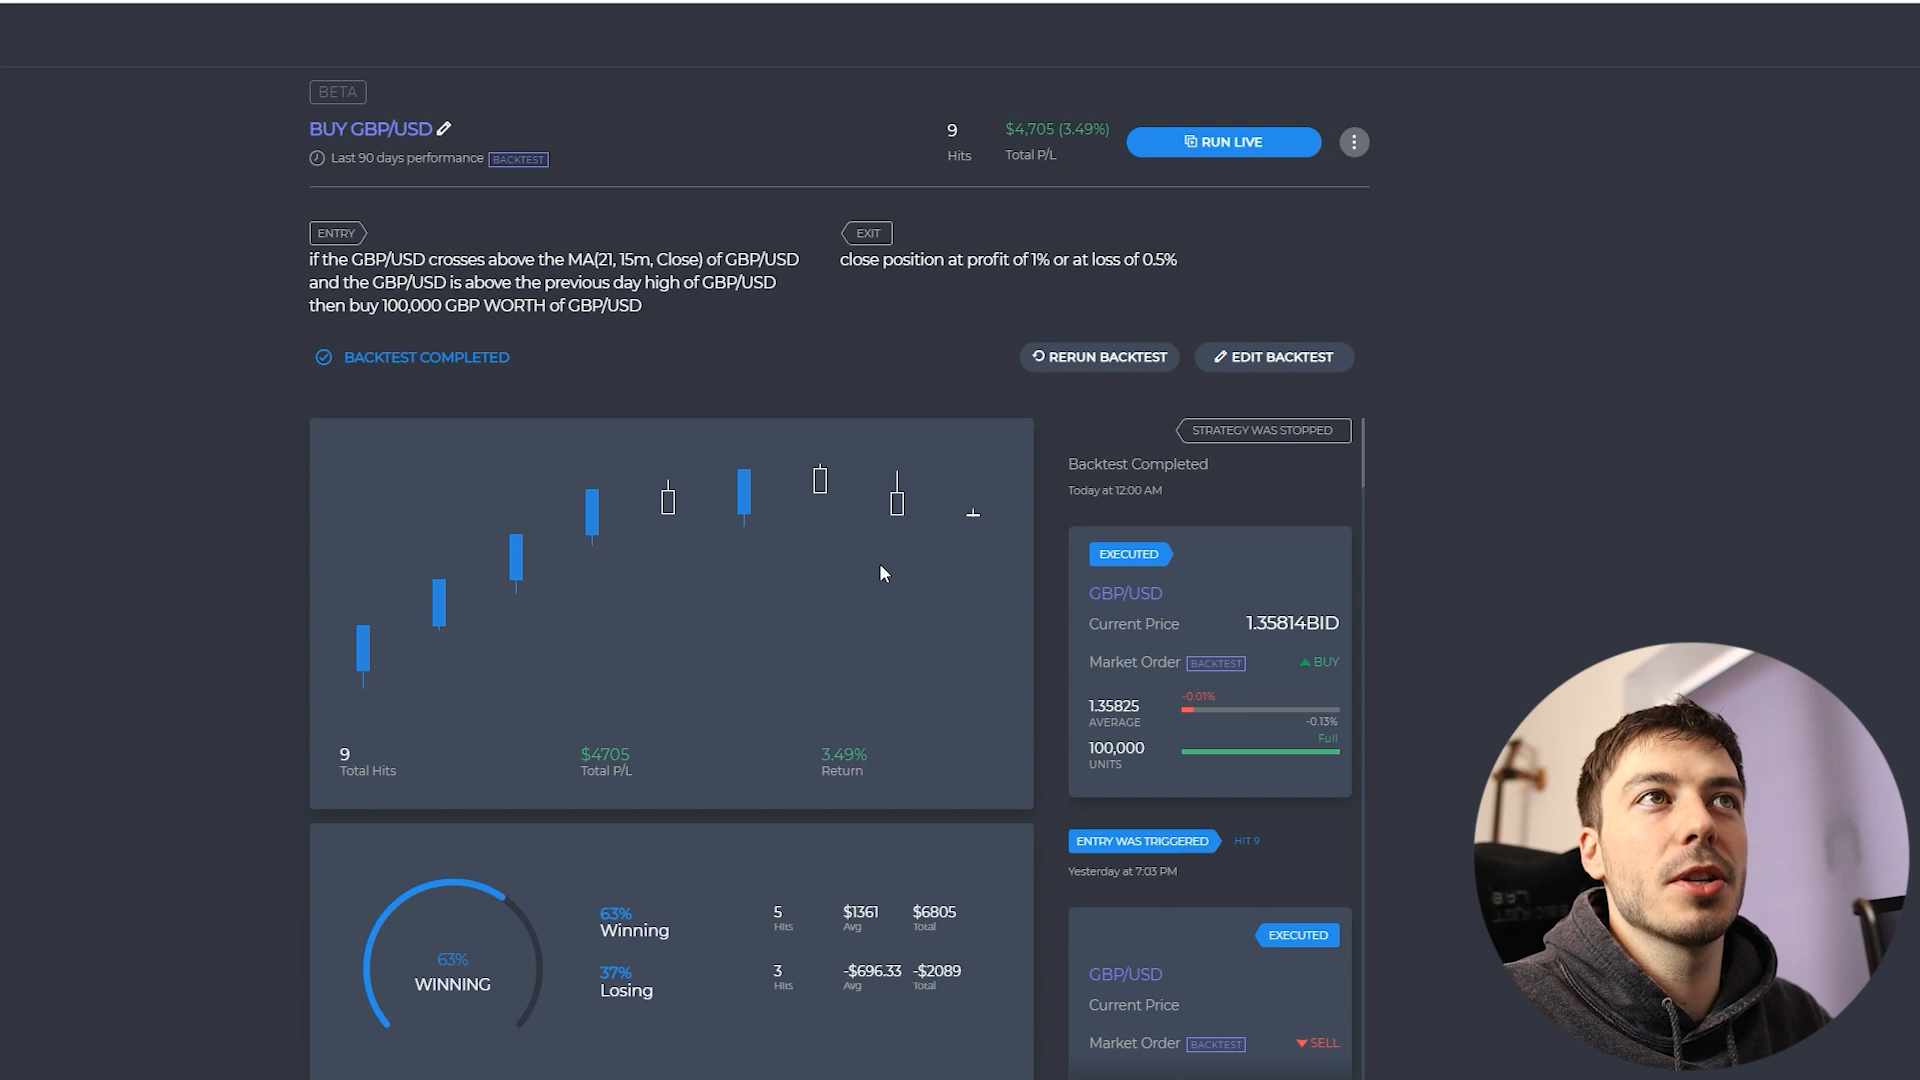 BETA
BUY GBP/USD
Last 90 days performance BACKTEST
9
Hits
$4,705 (3.49%)
Total P/L
RUN LIVE
ENTRY
if the GBP/USD crosses above the MA(21, 15m, Close) of GBP/USD
and the GBP/USD is above the previous day high of GBP/USD
then buy 100,000 GBP WORTH of GBP/USD
EXIT
close position at profit of 1% or at loss of 0.5%
BACKTEST COMPLETED
RERUN BACKTEST
EDIT BACKTEST
9
Total Hits
$4705
Total P/L
3.49%
Return
63%
WINNING
63%
Winning
5
Hits
$1361
Avg
$6805
Total
37%
Losing
3
Hits
-$696.33
Avg
-$2089
Total
STRATEGY WAS STOPPED
Backtest Completed
Today at 12:00 AM
EXECUTED
GBP/USD
Current Price 1.35814BID
Market Order BACKTEST BUY
1.35825
AVERAGE
-0.01%
-0.13%
100,000
UNITS
Full
ENTRY WAS TRIGGERED HIT 9
Yesterday at 7:03 PM
EXECUTED
GBP/USD
Current Price
Market Order BACKTEST SELL